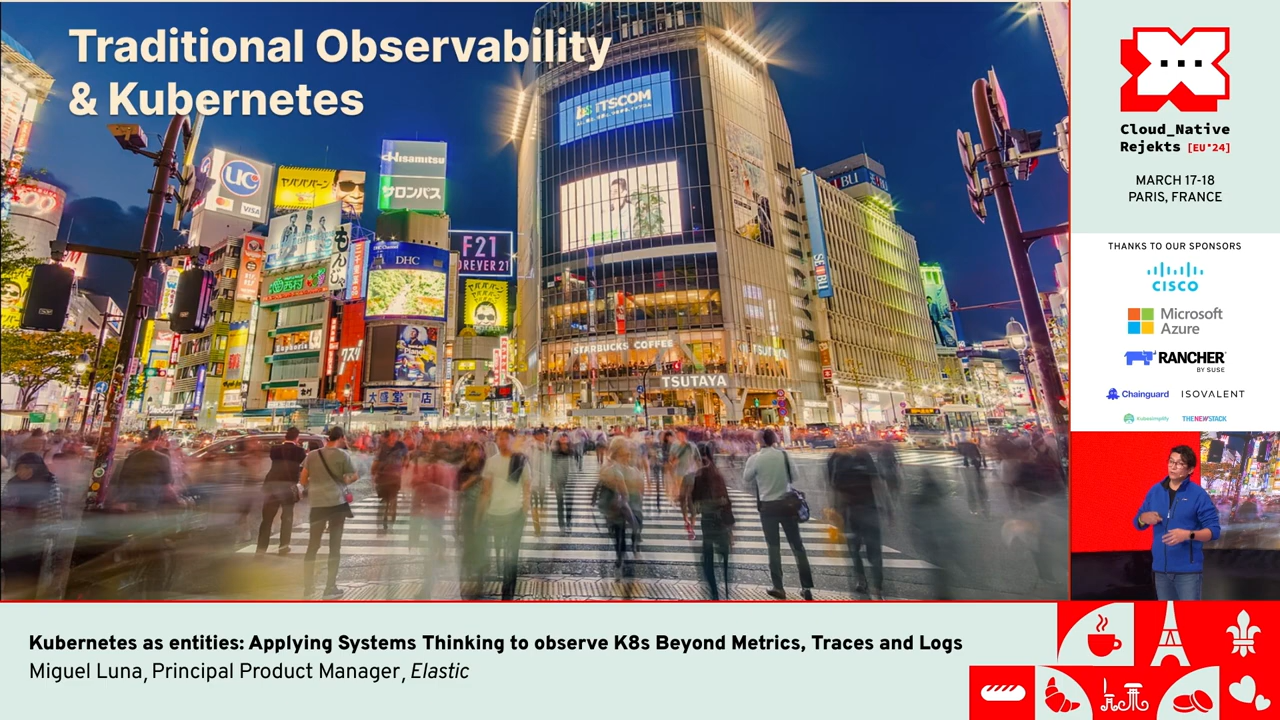 Traditional Observability
& Kubernetes
ITSCOM
uc
VISA
Hisamitsu
サロンパス
F21
FOREVER 21
DHC
STARBUCKS COFFEE
TSUTAYA
Cloud_Native
Rejekts [EU'24]
MARCH 17-18
PARIS, FRANCE
THANKS TO OUR SPONSORS
CISCO
Microsoft
Azure
RANCHER
BY SUSE
Chainguard
ISOVALENT
Kubesimplify
THENEWSTACK
Kubernetes as entities: Applying Systems Thinking to observe K8s Beyond Metrics, Traces and Logs
Miguel Luna, Principal Product Manager, Elastic